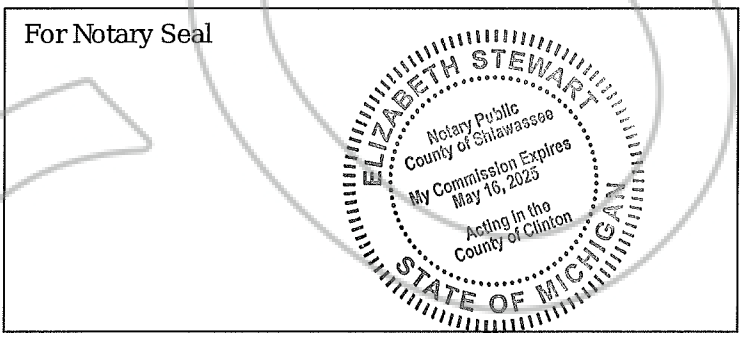 For Notary Seal
ELIZABETH STEWART
Notary Public
County of Shiawassee
My Commission Expires
May 16, 2025
Acting in the
County of Clinton
STATE OF MICHIGAN